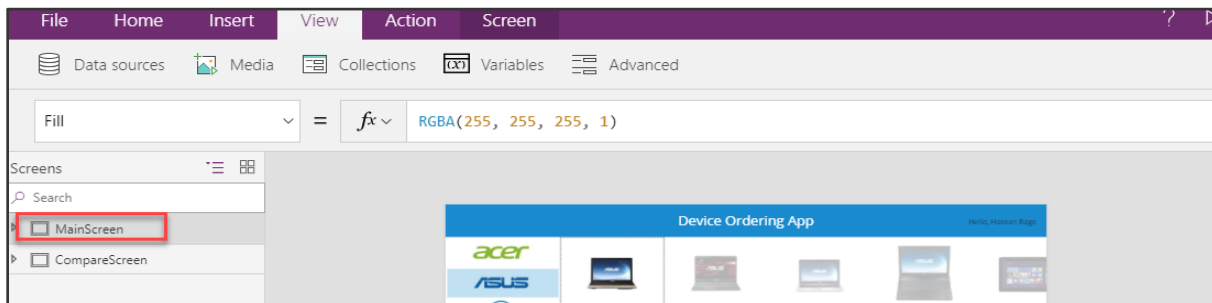 File Home Insert View Action Screen ?
Data sources Media Collections (x) Variables Advanced
Fill = fx RGBA(255, 255, 255, 1)
Screens
Search
MainScreen
CompareScreen
Device Ordering App Hello, Hassan Rage
acer
ASUS